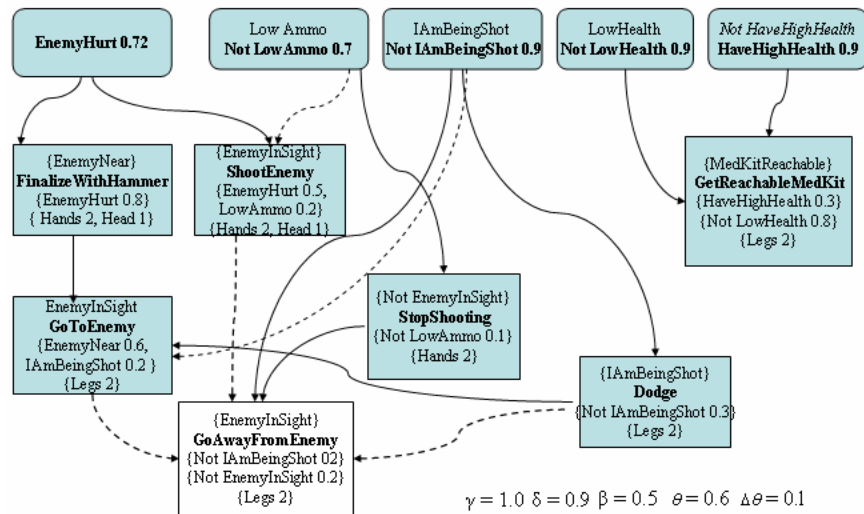 EnemyHurt 0.72
Low Ammo
Not LowAmmo 0.7
IAmBeingShot
Not IAmBeingShot 0.9
LowHealth
Not LowHealth 0.9
Not HaveHighHealth
HaveHighHealth 0.9
{EnemyNear}
FinalizeWithHammer
{EnemyHurt 0.8}
{ Hands 2, Head 1}
{EnemyInSight}
ShootEnemy
{EnemyHurt 0.5,
LowAmmo 0.2}
{Hands 2, Head 1}
{MedKitReachable}
GetReachableMedKit
{HaveHighHealth 0.3}
{Not LowHealth 0.8}
{Legs 2}
EnemyInSight
GoToEnemy
{EnemyNear 0.6,
IAmBeingShot 0.2 }
{Legs 2}
{Not EnemyInSight}
StopShooting
{Not LowAmmo 0.1}
{Hands 2}
{IAmBeingShot}
Dodge
{Not IAmBeingShot 0.3}
{Legs 2}
{EnemyInSight}
GoAwayFromEnemy
{Not IAmBeingShot 02}
{Not EnemyInSight 0.2}
{Legs 2}
γ = 1.0 δ = 0.9 β = 0.5 θ = 0.6 Δθ = 0.1